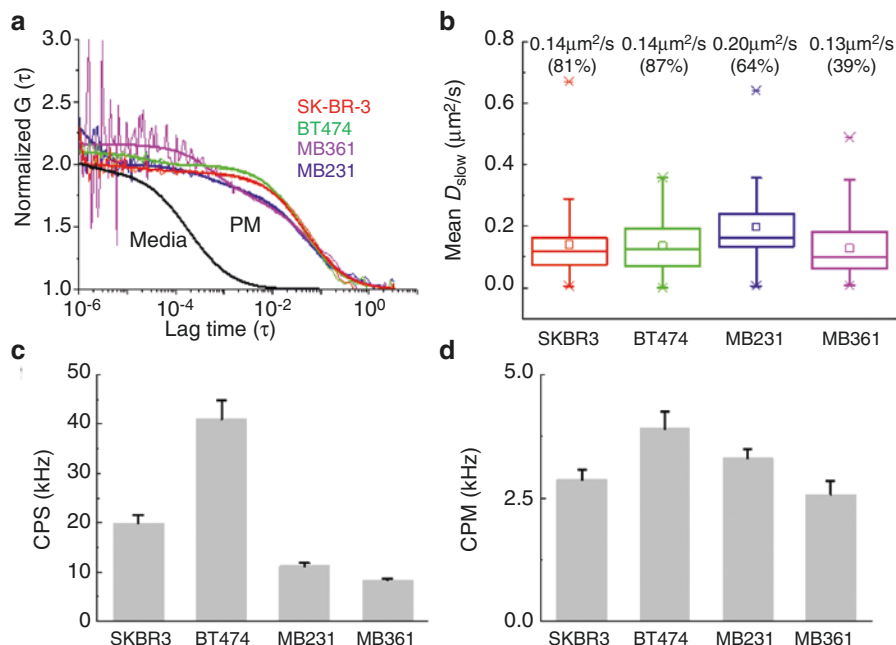 a
Normalized G (τ)
3.0
2.5
2.0
1.5
1.0
10-6
10-4
10-2
100
Lag time (τ)
SK-BR-3
BT474
MB361
MB231
Media
PM
b
Mean Dslow (μm2/s)
0.8
0.6
0.4
0.2
0.0
0.14μm2/s 0.14μm2/s 0.20μm2/s 0.13μm2/s
(81%) (87%) (64%) (39%)
SKBR3 BT474 MB231 MB361
c
CPS (kHz)
50
40
30
20
10
0
SKBR3 BT474 MB231 MB361
d
CPM (kHz)
5.0
2.5
0.0
SKBR3 BT474 MB231 MB361